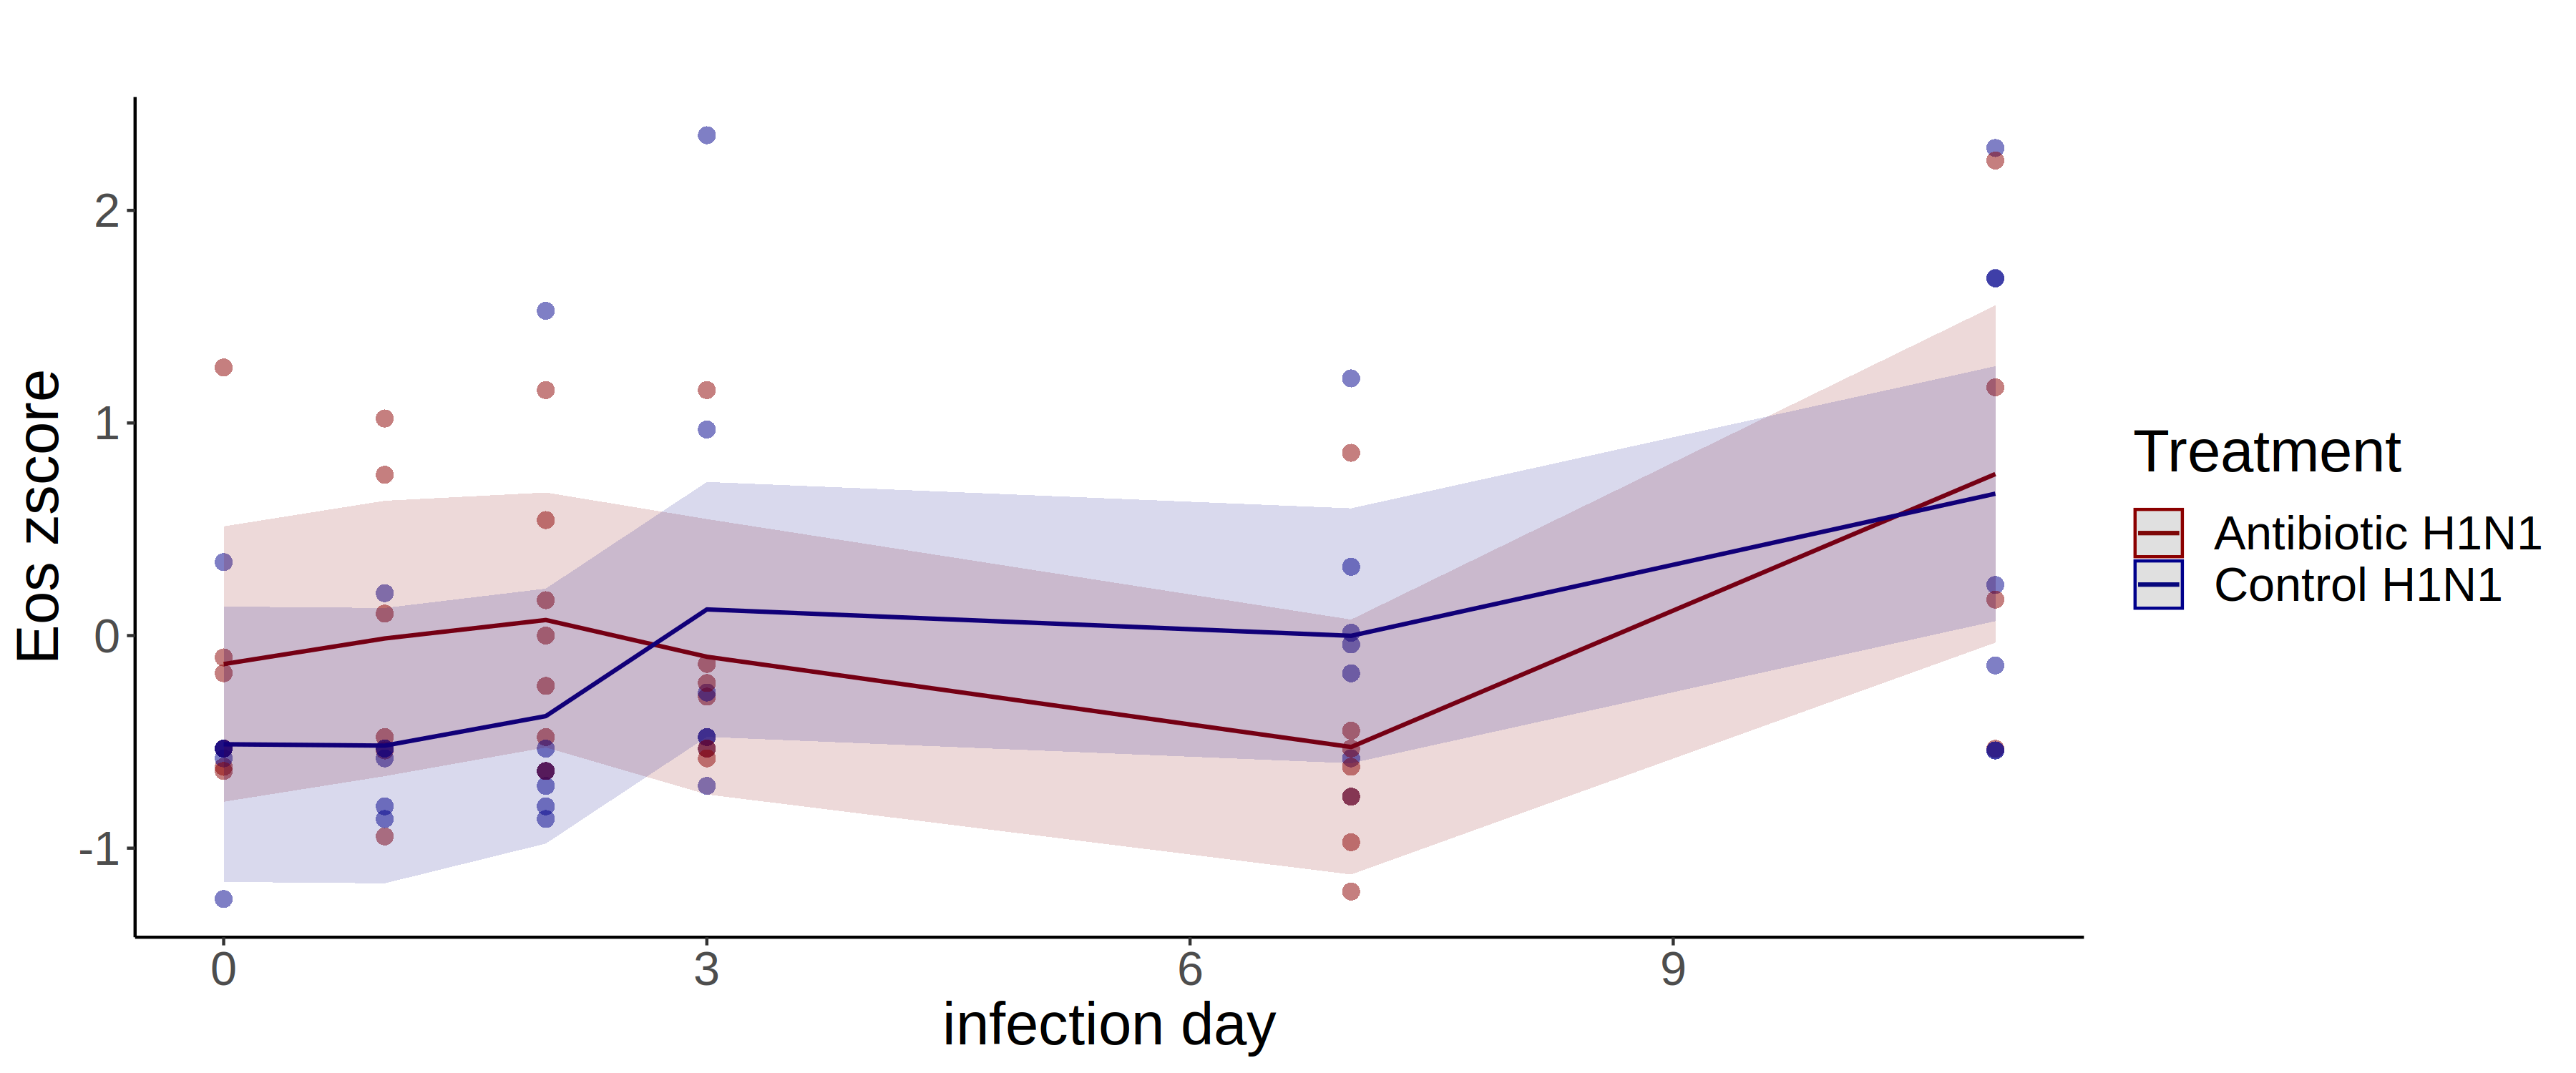 Eos zscore
2
1
0
-1
0 3 6 9
infection day
Treatment
Antibiotic H1N1
Control H1N1